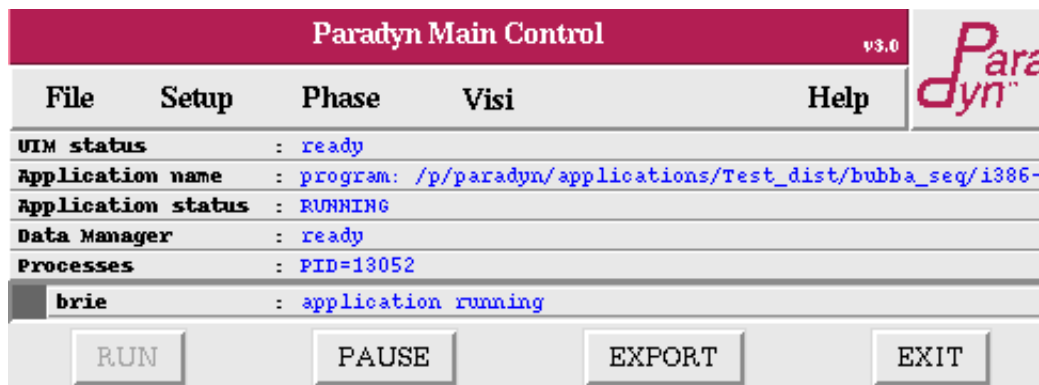 Paradyn Main Control v3.0
Para
dyn™
File Setup Phase Visi Help
UIM status : ready
Application name : program: /p/paradyn/applications/Test_dist/bubba_seq/i386-
Application status : RUNNING
Data Manager : ready
Processes : PID=13052
brie : application running
RUN PAUSE EXPORT EXIT